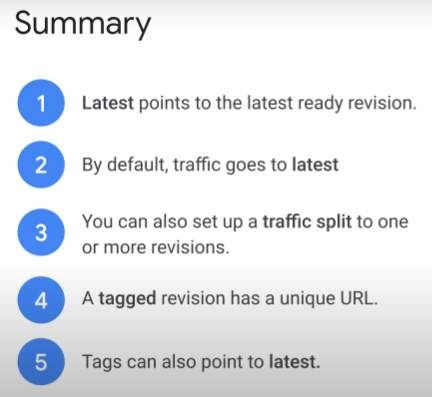 Summary
1 Latest points to the latest ready revision.
2 By default, traffic goes to latest
3 You can also set up a traffic split to one
or more revisions.
4 A tagged revision has a unique URL.
5 Tags can also point to latest.